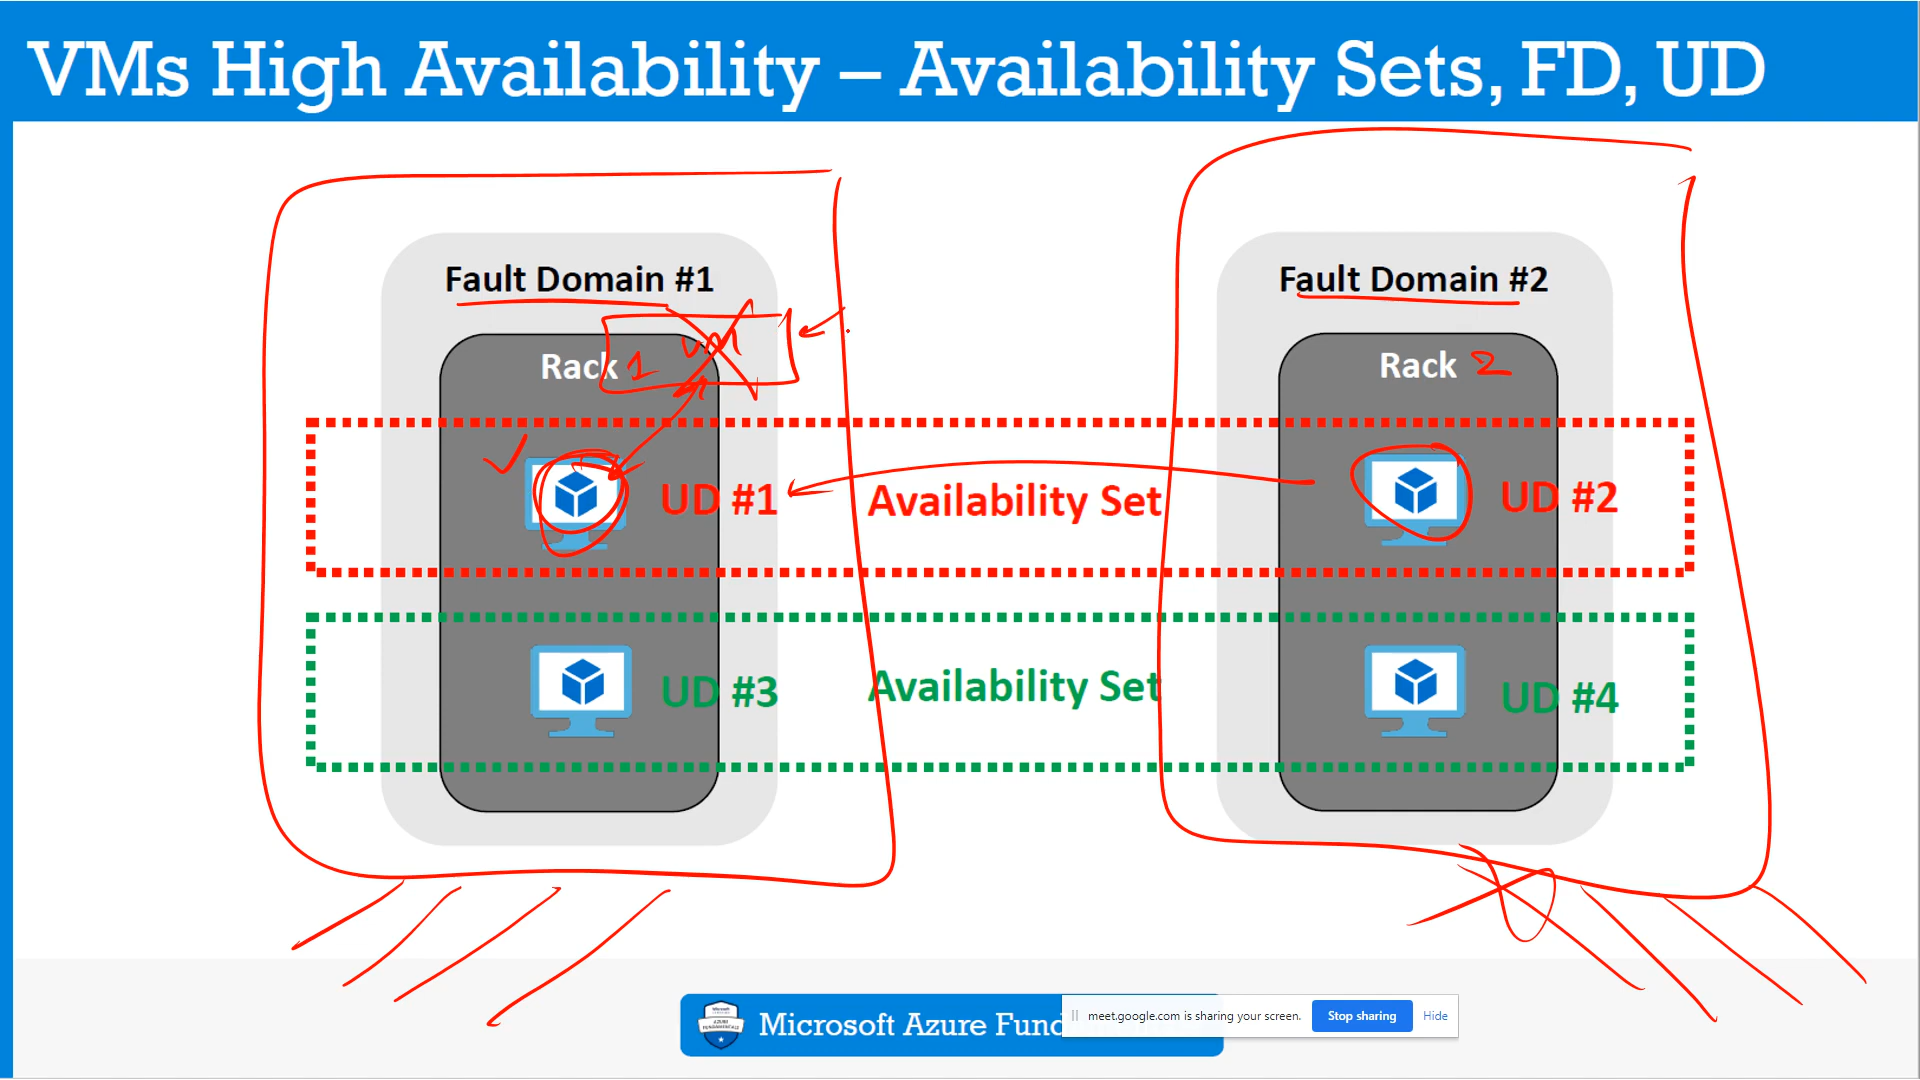 VMs High Availability – Availability Sets, FD, UD
Fault Domain #1
Fault Domain #2
Rack 1
Rack 2
UD #1
Availability Set
UD #2
UD #3
Availability Set
UD #4
Microsoft Azure Fund
meet.google.com is sharing your screen.
Stop sharing
Hide